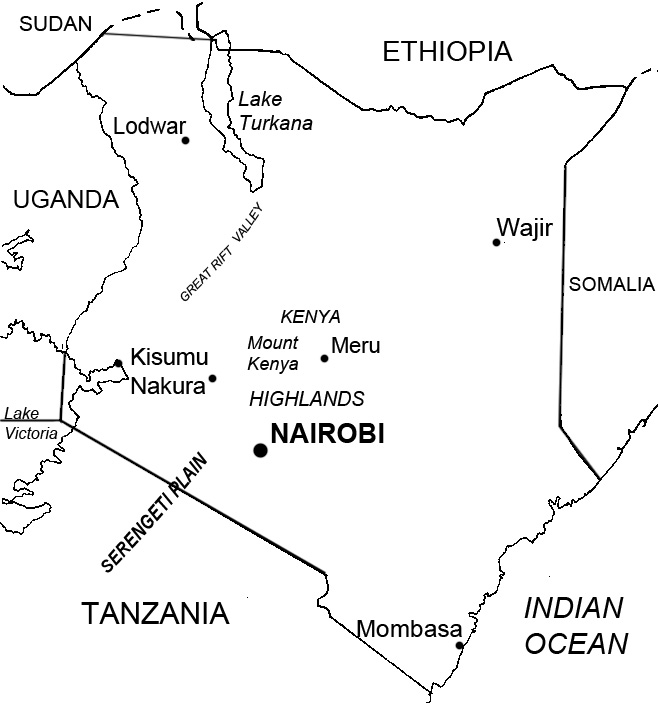 SUDAN
ETHIOPIA
Lake
Turkana
Lodwar
UGANDA
GREAT RIFT VALLEY
Wajir
SOMALIA
KENYA
Mount
Kenya
Meru
Kisumu
Nakura
HIGHLANDS
Lake
Victoria
NAIROBI
SERENGETI PLAIN
TANZANIA
INDIAN
OCEAN
Mombasa